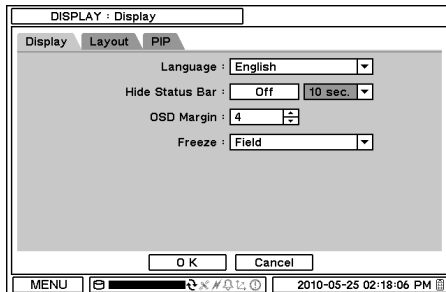 DISPLAY : Display
Display Layout PIP
Language : English
Hide Status Bar : Off 10 sec.
OSD Margin : 4
Freeze : Field
O K Cancel
MENU 2010-05-25 02:18:06 PM